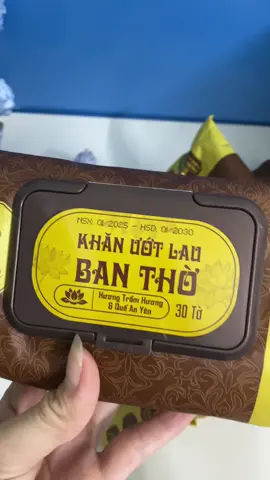 NSX: 01/2025 - HSD: 01/2030
KHĂN ƯỚT LAU
BAN THỜ
Hương Trầm Hương
& Quế An Yên
30 Tờ